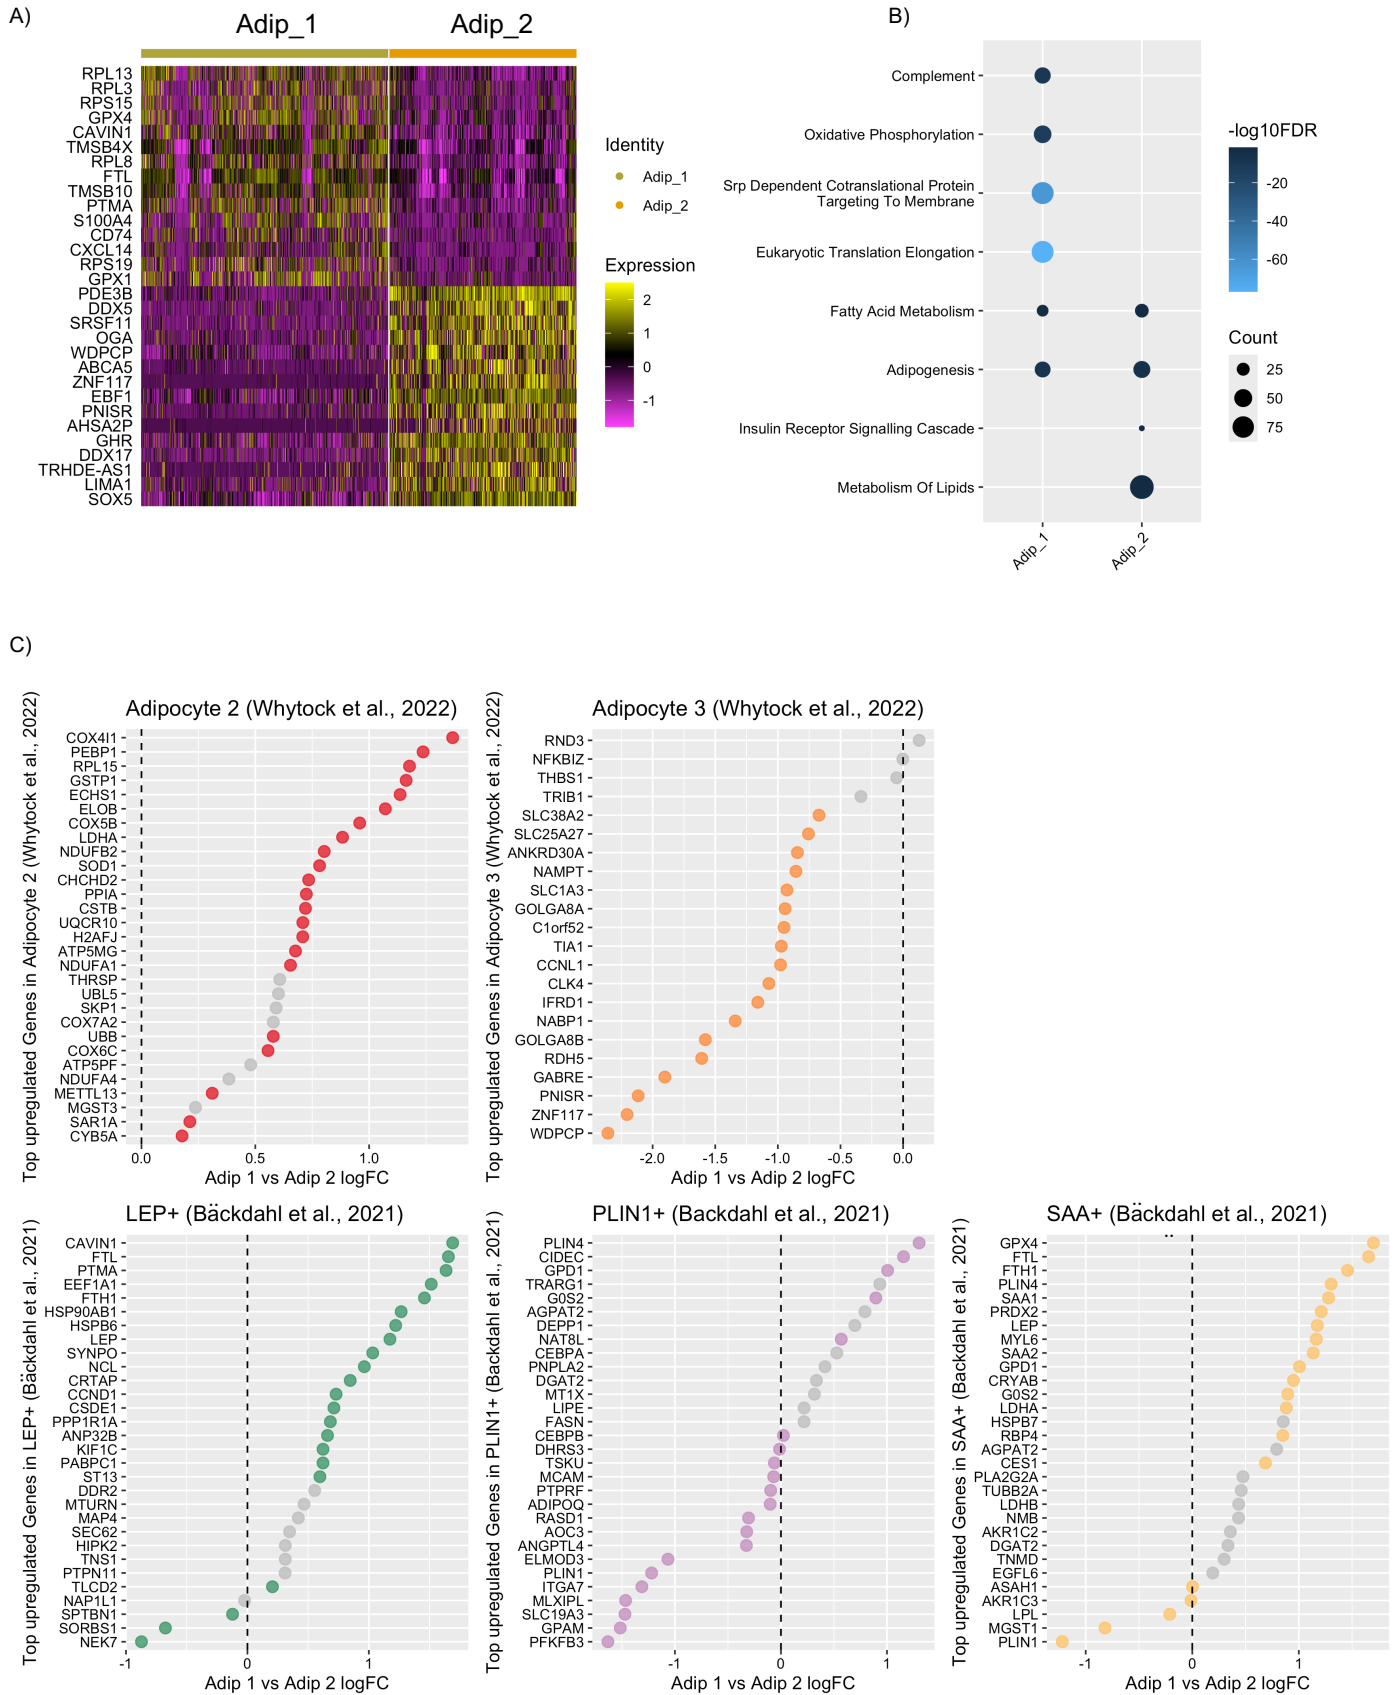 A)
Adip_1
Adip_2
RPL13
RPL3
RPS15
GPX4
CAVIN1
TMSB4X
RPL8
FTL
TMSB10
PTMA
S100A4
CD74
CXCL14
RPS19
GPX1
PDE3B
DDX5
SRSF11
OGA
WDPCP
ABCA5
ZNF117
EBF1
PNISR
AHSA2P
GHR
DDX17
TRHDE-AS1
LIMA1
SOX5
Identity
Adip_1
Adip_2
Expression
2
1
0
-1
B)
Complement
Oxidative Phosphorylation
Srp Dependent Cotranslational Protein
Targeting To Membrane
Eukaryotic Translation Elongation
Fatty Acid Metabolism
Adipogenesis
Insulin Receptor Signalling Cascade
Metabolism Of Lipids
Adip_1
Adip_2
-log10FDR
-20
-40
-60
Count
25
50
75
C)
Adipocyte 2 (Whytock et al., 2022)
Top upregulated Genes in Adipocyte 2 (Whytock et al., 2022)
COX4I1
PEBP1
RPL15
GSTP1
ECHS1
ELOB
COX5B
LDHA
NDUFB2
SOD1
CHCHD2
PPIA
CSTB
UQCR10
H2AFJ
ATP5MG
NDUFA1
THRSP
UBL5
SKP1
COX7A2
UBB
COX6C
ATP5PF
NDUFA4
METTL13
MGST3
SAR1A
CYB5A
0.0
0.5
1.0
Adip 1 vs Adip 2 logFC
Adipocyte 3 (Whytock et al., 2022)
Top upregulated Genes in Adipocyte 3 (Whytock et al., 2022)
RND3
NFKBIZ
THBS1
TRIB1
SLC38A2
SLC25A27
ANKRD30A
NAMPT
SLC1A3
GOLGA8A
C1orf52
TIA1
CCNL1
CLK4
IFRD1
NABP1
GOLGA8B
RDH5
GABRE
PNISR
ZNF117
WDPCP
-2.0
-1.5
-1.0
-0.5
0.0
Adip 1 vs Adip 2 logFC
LEP+ (Bäckdahl et al., 2021)
Top upregulated Genes in LEP+ (Bäckdahl et al., 2021)
CAVIN1
FTL
PTMA
EEF1A1
FTH1
HSP90AB1
HSPB6
LEP
SYNPO
NCL
CRTAP
CCND1
CSDE1
PPP1R1A
ANP32B
KIF1C
PABPC1
ST13
DDR2
MTURN
MAP4
SEC62
HIPK2
TNS1
PTPN11
TLCD2
NAP1L1
SPTBN1
SORBS1
NEK7
-1
0
1
Adip 1 vs Adip 2 logFC
PLIN1+ (Backdahl et al., 2021)
Top upregulated Genes in PLIN1+ (Backdahl et al., 2021)
PLIN4
CIDEC
GPD1
TRARG1
G0S2
AGPAT2
DEPP1
NAT8L
CEBPA
PNPLA2
DGAT2
MT1X
LIPE
FASN
CEBPB
DHRS3
TSKU
MCAM
PTPRF
ADIPOQ
RASD1
AOC3
ANGPTL4
ELMOD3
PLIN1
ITGA7
MLXIPL
SLC19A3
GPAM
PFKFB3
-1
0
1
Adip 1 vs Adip 2 logFC
SAA+ (Bäckdahl et al., 2021)
Top upregulated Genes in SAA+ (Backdahl et al., 2021)
GPX4
FTL
FTH1
PLIN4
SAA1
PRDX2
LEP
MYL6
SAA2
GPD1
CRYAB
G0S2
LDHA
HSPB7
RBP4
AGPAT2
CES1
PLA2G2A
TUBB2A
LDHB
NMB
AKR1C2
DGAT2
TNMD
EGFL6
ASAH1
AKR1C3
LPL
MGST1
PLIN1
-1
0
1
Adip 1 vs Adip 2 logFC